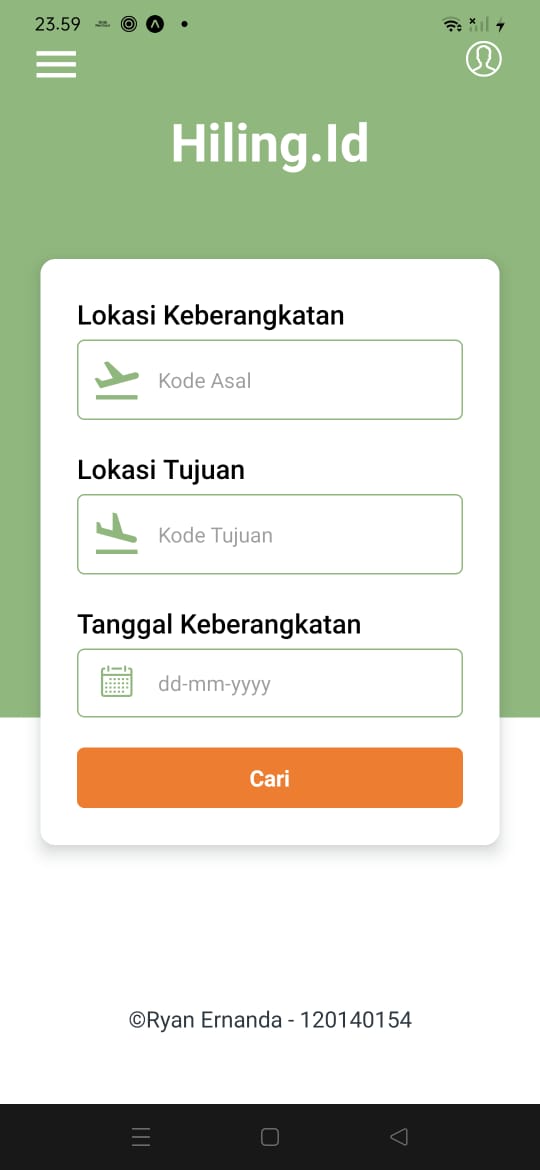 23.59
Hiling.Id
Lokasi Keberangkatan
Kode Asal
Lokasi Tujuan
Kode Tujuan
Tanggal Keberangkatan
dd-mm-yyyy
Cari
©Ryan Ernanda - 120140154